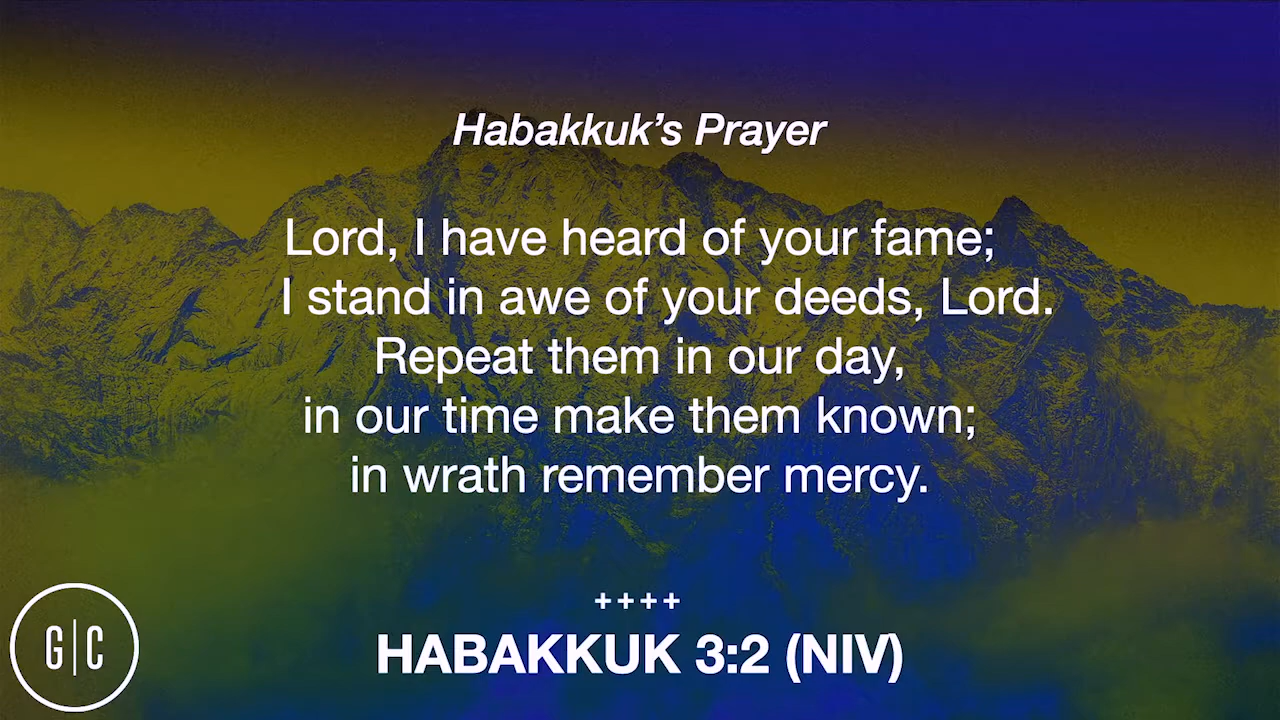 Habakkuk’s Prayer
Lord, I have heard of your fame;
I stand in awe of your deeds, Lord.
Repeat them in our day,
in our time make them known;
in wrath remember mercy.
++++
HABAKKUK 3:2 (NIV)
G|C